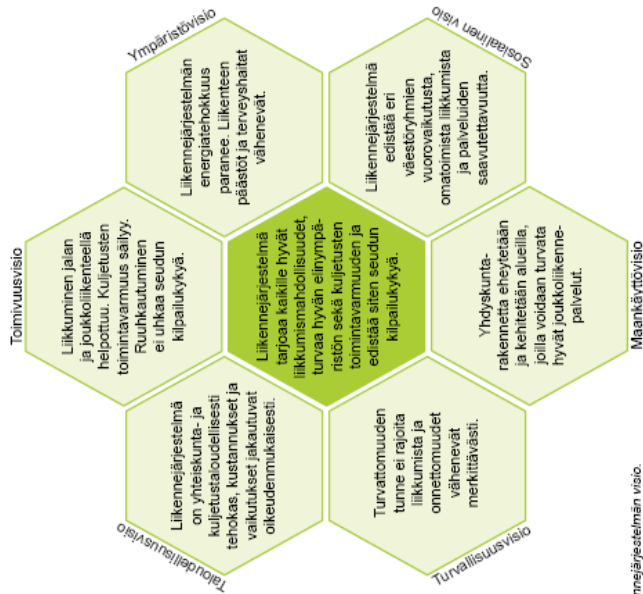 Toimivuusvisio
Liikkuminen jalan
ja joukkoliikenteellä
helpottuu. Kuljetusten
toimintavarmuus säilyy.
Ruuhkautuminen
ei uhkaa seudun
kilpailukykyä.
Taloudellisuusvisio
Liikennejärjestelmä
on yhteiskunta- ja
kuljetustaloudellisesti
tehokas, kustannukset ja
vaikutukset jakautuvat
oikeudenmukaisesti.
Ympäristövisio
Liikennejärjestelmän
energiatehokkuus
paranee. Liikenteen
päästöt ja terveyshaitat
vähenevät.
Liikennejärjestelmä
tarjoaa kaikille hyvät
liikkumismahdollisuudet,
turvaa hyvän elinympä-
ristön sekä kuljetusten
toimintavarmuuden ja
edistää siten seudun
kilpailukykyä.
Turvattomuuden
tunne ei rajoita
liikkumista ja
onnettomuudet
vähenevät
merkittävästi.
Turvallisuusvisio
Liikennejärjestelmä
edistää eri
väestöryhmien
vuorovaikutusta,
omatoimista liikkumista
ja palveluiden
saavutettavuutta.
Sosiaalinen visio
Yhdyskunta-
rakennetta eheytetään
ja kehitetään alueilla,
joilla voidaan turvata
hyvät joukkoliikenne-
palvelut.
Maankäyttövisio
nnejärjestelmän visio.